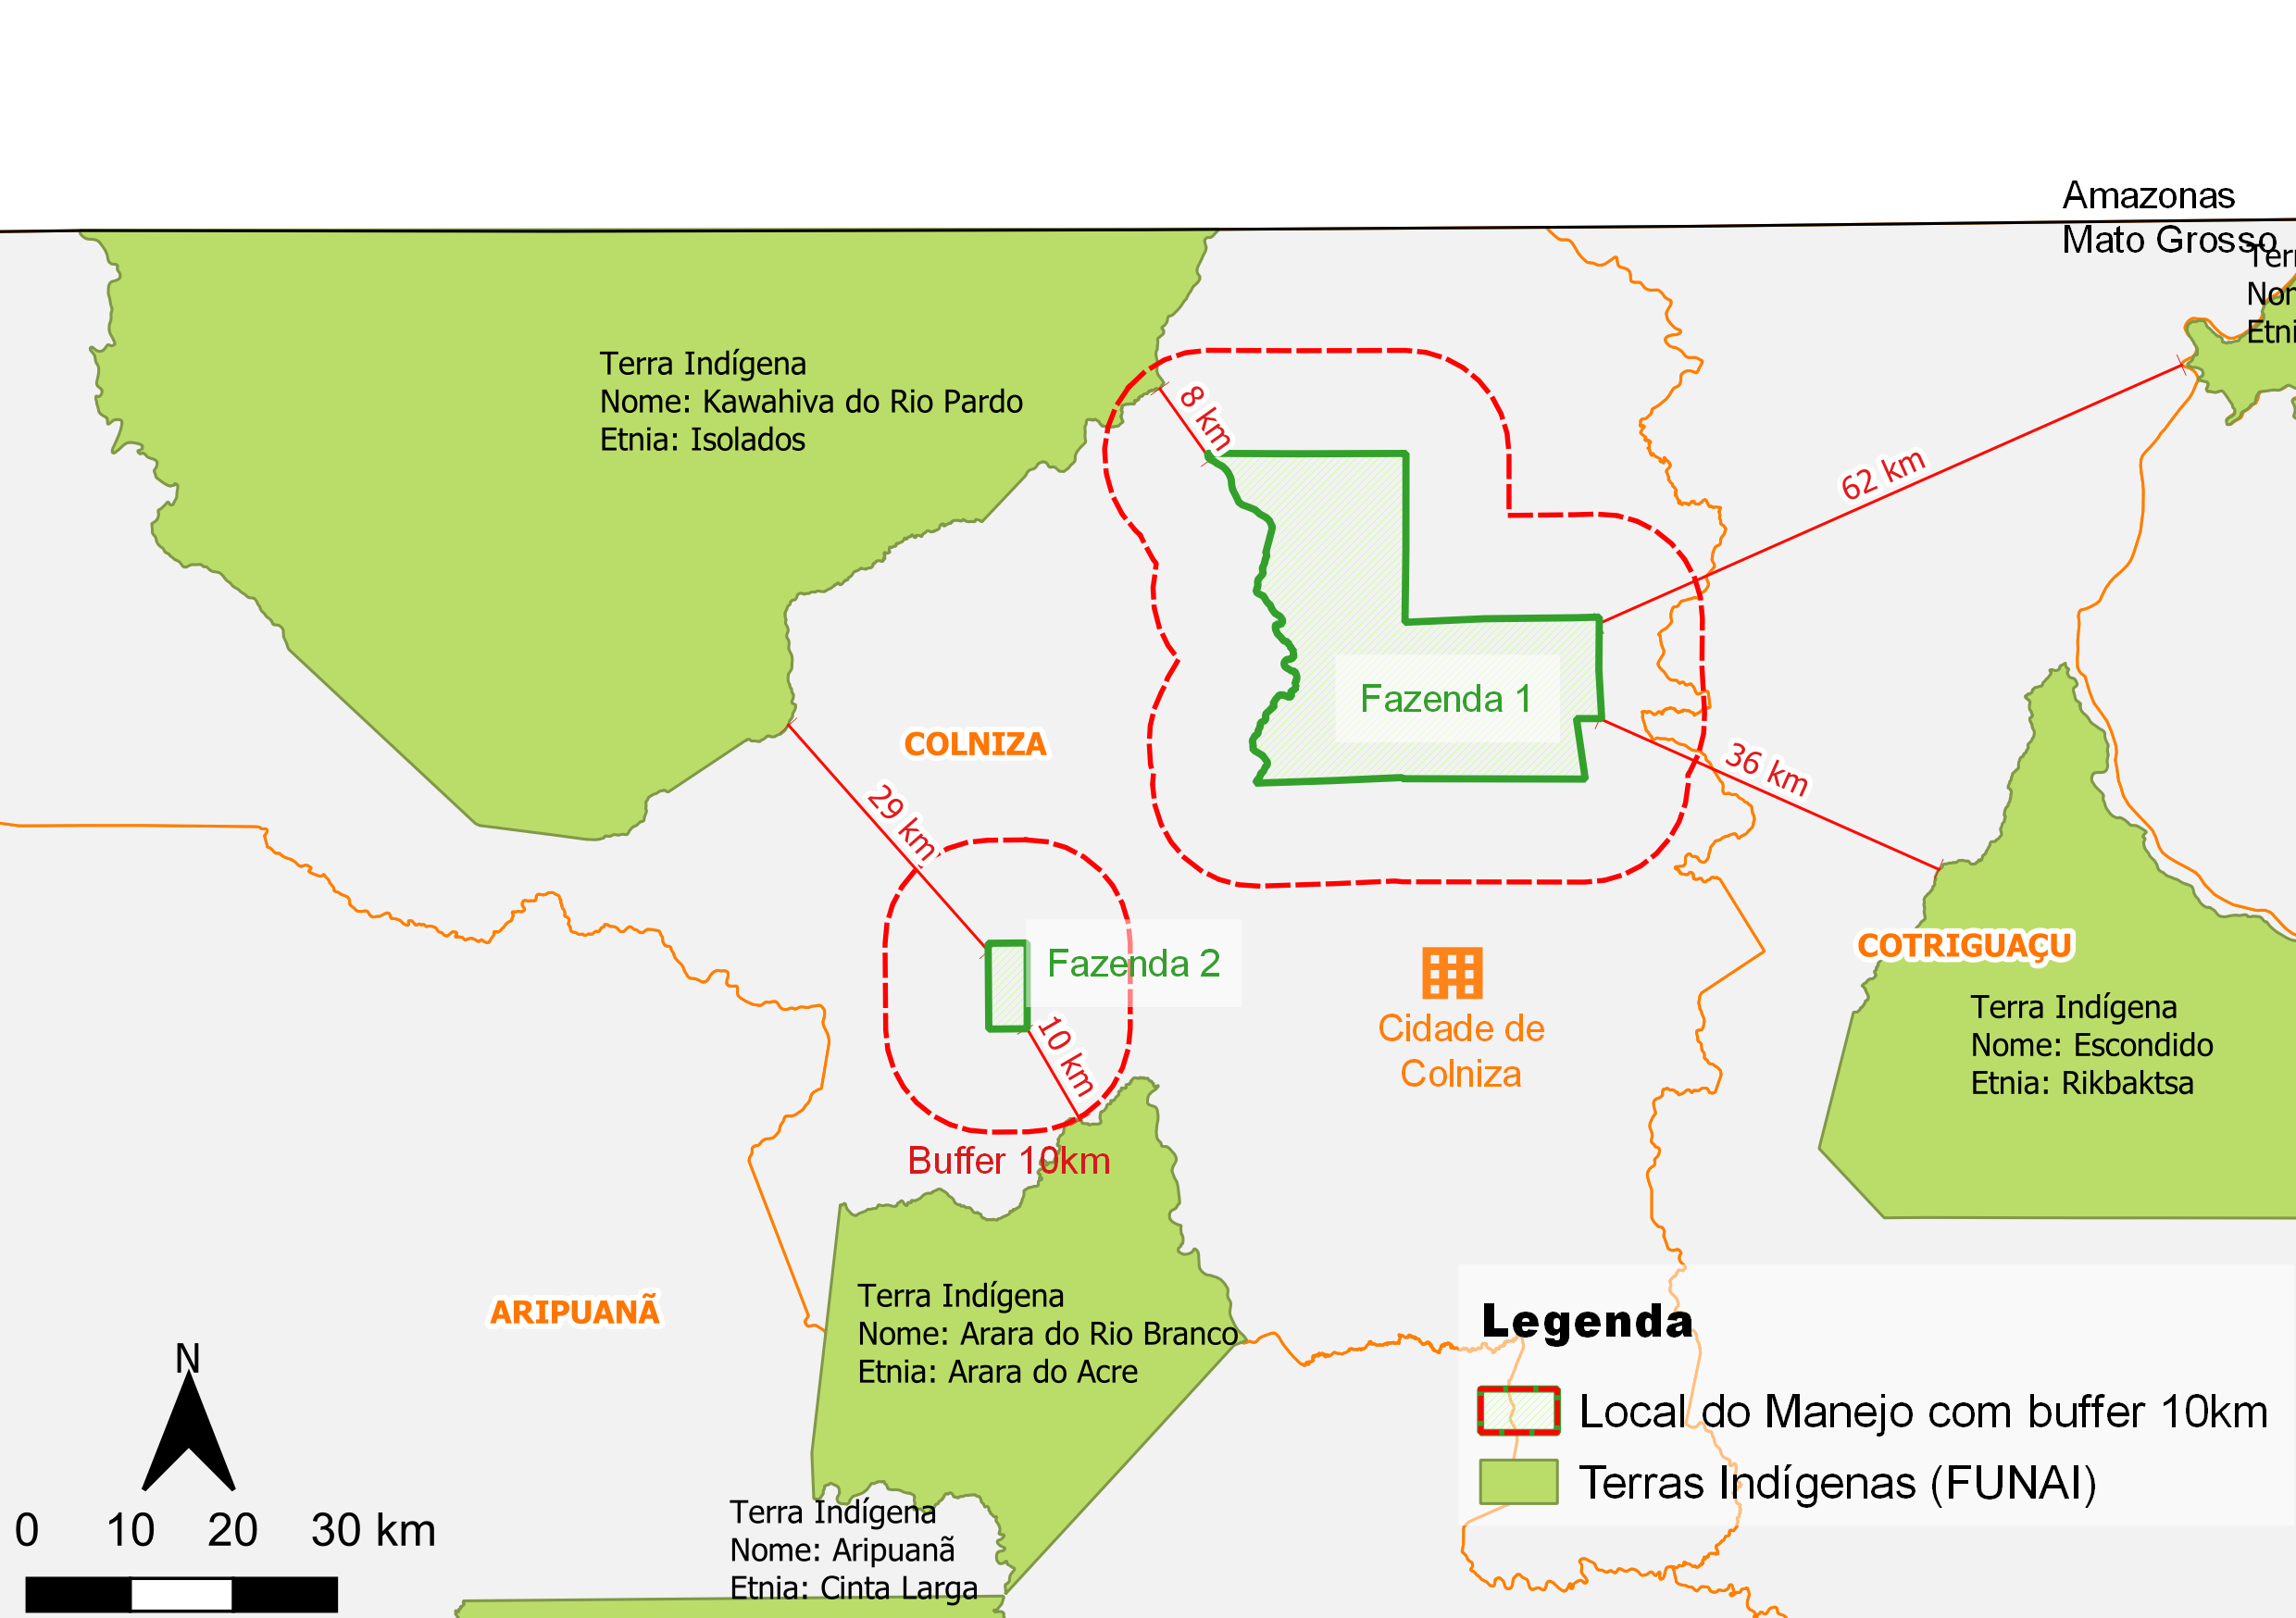 Amazonas
Mato Grosso
Terr
Nor
Etni
Terra Indígena
Nome: Kawahiva do Rio Pardo
Etnia: Isolados
8 km
62 km
Fazenda 1
COLNIZA
36 km
29 km
Fazenda 2
COTRIGUAÇU
Cidade de
Colniza
10 km
Terra Indígena
Nome: Escondido
Etnia: Rikbaktsa
Buffer 10km
Terra Indígena
Nome: Arara do Rio Branco
Etnia: Arara do Acre
ARIPUANÃ
Legenda
Local do Manejo com buffer 10km
Terras Indígenas (FUNAI)
N
0 10 20 30 km
Terra Indígena
Nome: Aripuanã
Etnia: Cinta Larga